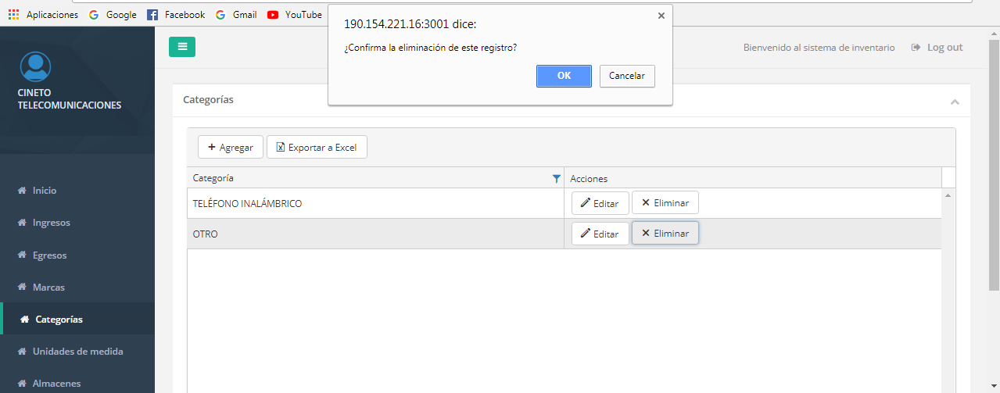 Aplicaciones Google Facebook Gmail YouTube
190.154.221.16:3001 dice:
¿Confirma la eliminación de este registro?
OK Cancelar
Bienvenido al sistema de inventario Log out
CINETO
TELECOMUNICACIONES
Categorías
Agregar Exportar a Excel
Categoría Acciones
TELÉFONO INALÁMBRICO Editar Eliminar
OTRO Editar Eliminar
Inicio
Ingresos
Egresos
Marcas
Categorías
Unidades de medida
Almacenes